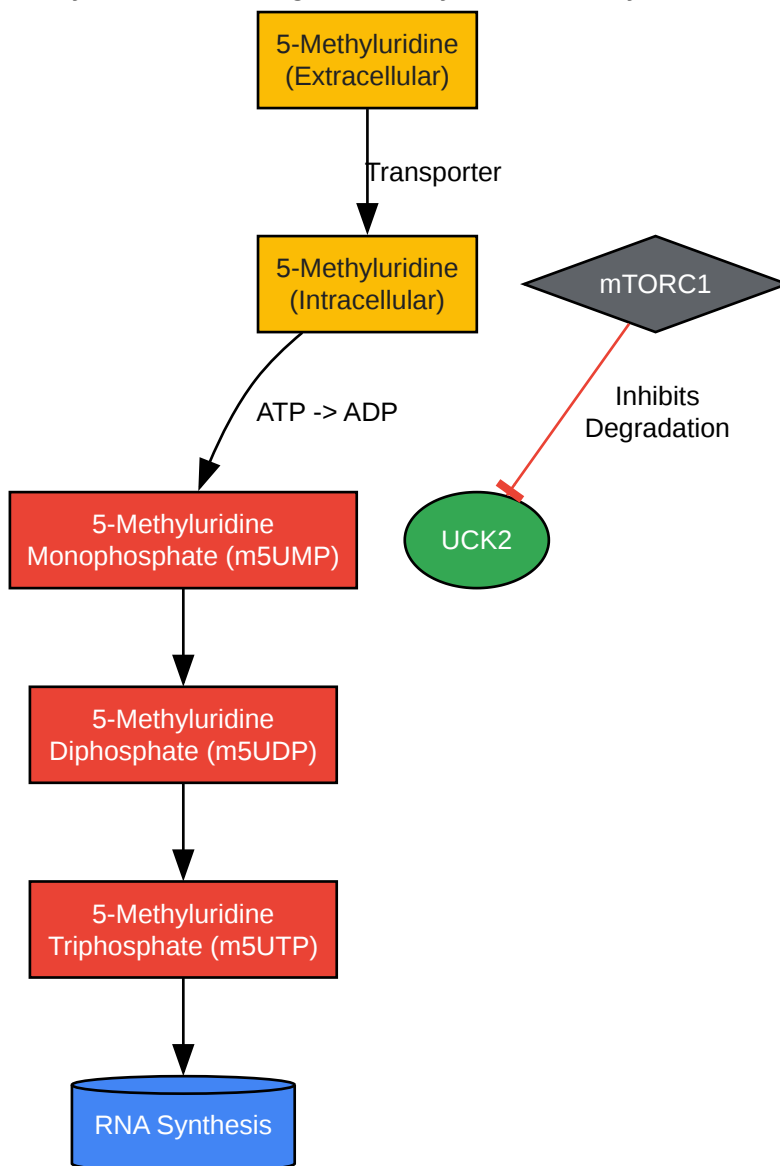 5-Methyluridine
(Extracellular)
Transporter
5-Methyluridine
(Intracellular)
mTORC1
ATP -> ADP
Inhibits
Degradation
5-Methyluridine
Monophosphate (m5UMP)
UCK2
5-Methyluridine
Diphosphate (m5UDP)
5-Methyluridine
Triphosphate (m5UTP)
RNA Synthesis